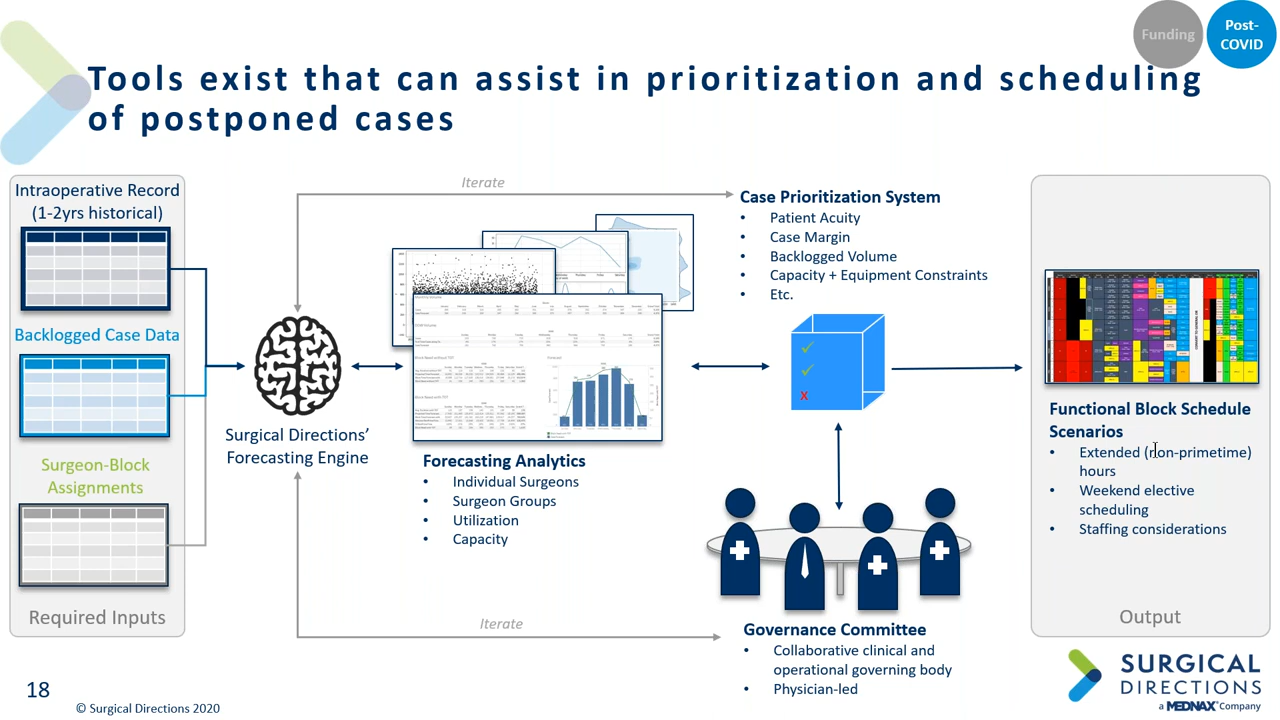 Funding
Post-
COVID
Tools exist that can assist in prioritization and scheduling
of postponed cases
Intraoperative Record
(1-2yrs historical)
Backlogged Case Data
Surgeon-Block
Assignments
Required Inputs
Iterate
Surgical Directions’
Forecasting Engine
Forecast
Forecasting Analytics
• Individual Surgeons
• Surgeon Groups
• Utilization
• Capacity
Case Prioritization System
• Patient Acuity
• Case Margin
• Backlogged Volume
• Capacity + Equipment Constraints
• Etc.
X
Iterate
Governance Committee
• Collaborative clinical and
operational governing body
• Physician-led
Functional Block Schedule
Scenarios
• Extended (non-primetime)
hours
• Weekend elective
scheduling
• Staffing considerations
Output
SURGICAL
DIRECTIONS
a MEDNAX Company
18
© Surgical Directions 2020